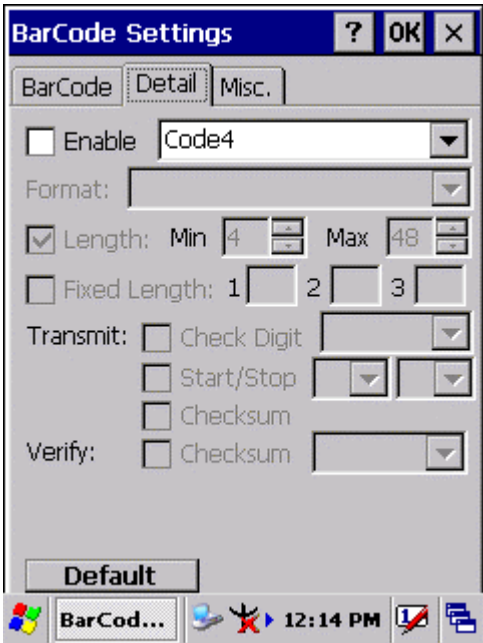 BarCode Settings ? OK ×
BarCode Detail Misc.
Enable Code4
Format:
Length: Min 4 Max 48
Fixed Length: 1 2 3
Transmit: Check Digit
Start/Stop
Checksum
Verify: Checksum
Default
BarCod... 12:14 PM 1